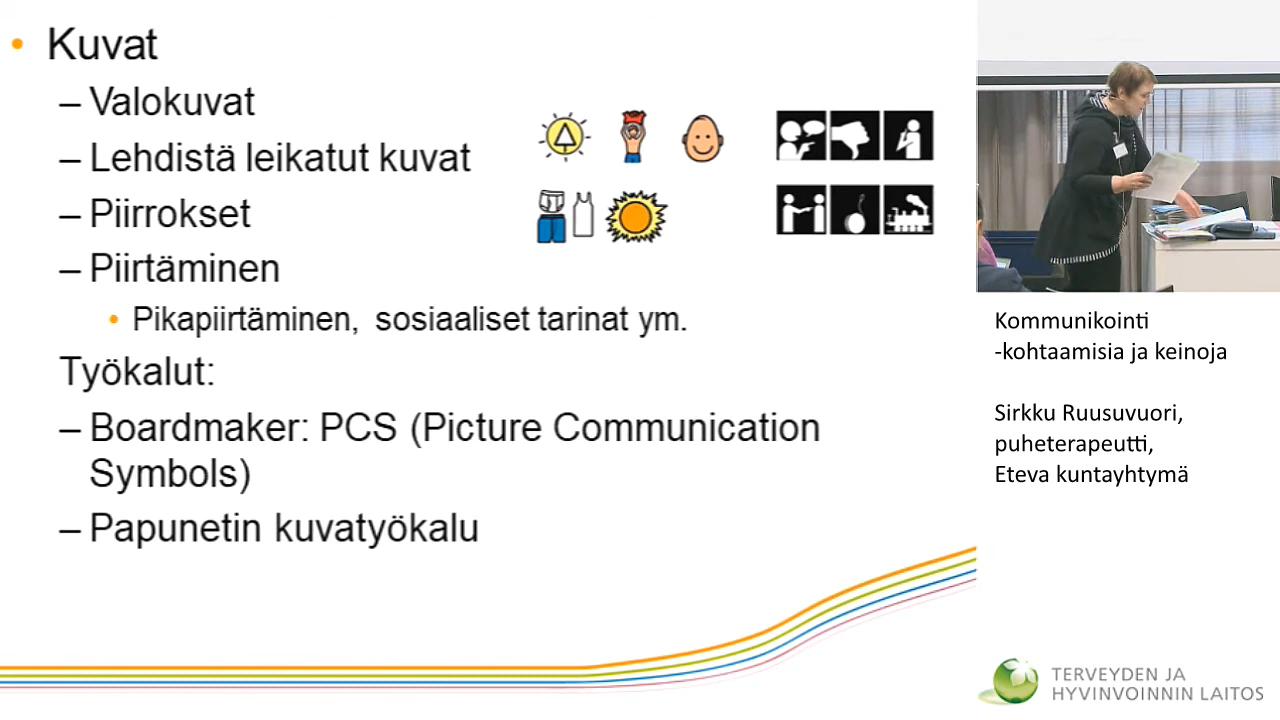 Kuvat
– Valokuvat
– Lehdistä leikatut kuvat
– Piirrokset
– Piirtäminen
Pikapiirtäminen, sosiaaliset tarinat ym.
Työkalut:
– Boardmaker: PCS (Picture Communication
Symbols)
– Papunetin kuvatyökalu
Kommunikointi
-kohtaamisia ja keinoja
Sirkku Ruusuvuori,
puheterapeutti,
Eteva kuntayhtymä
TERVEYDEN JA
HYVINVOINNIN LAITOS